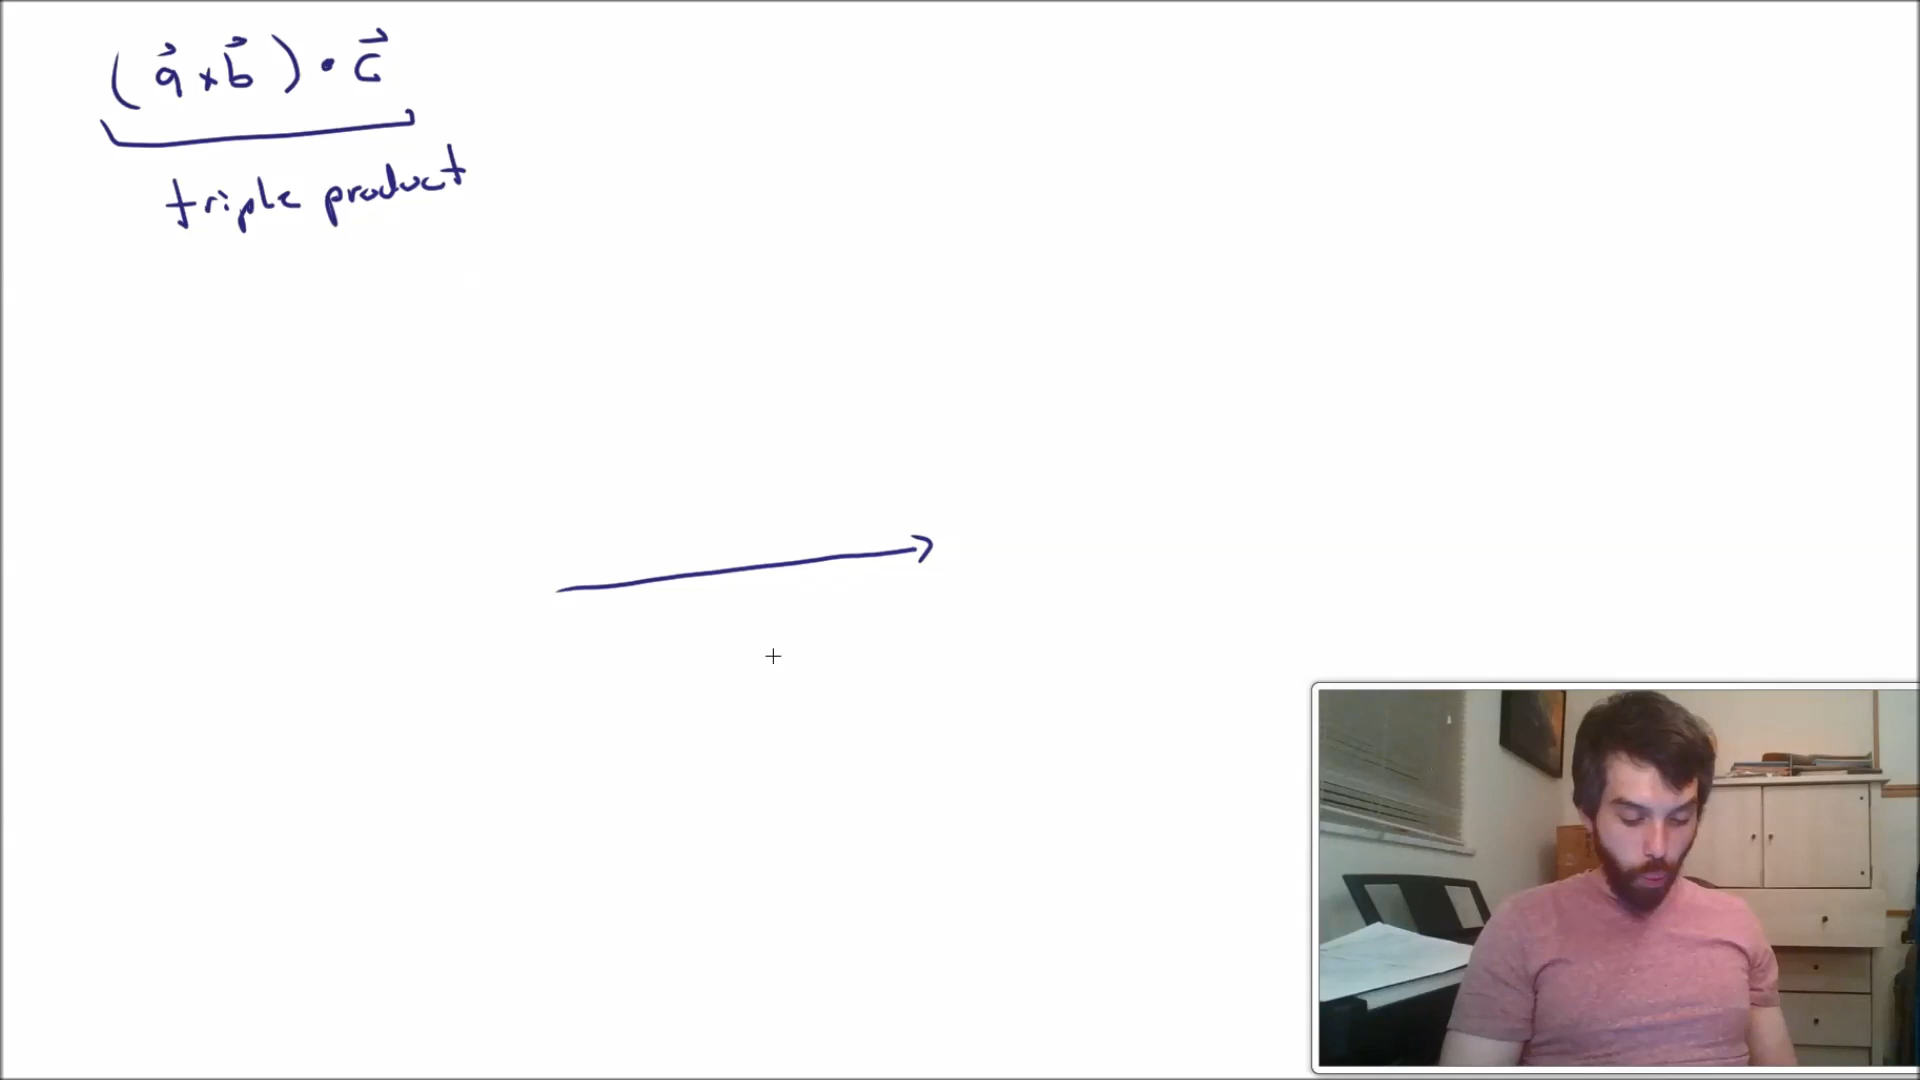 (a⃗ × b⃗) • c⃗
triple product